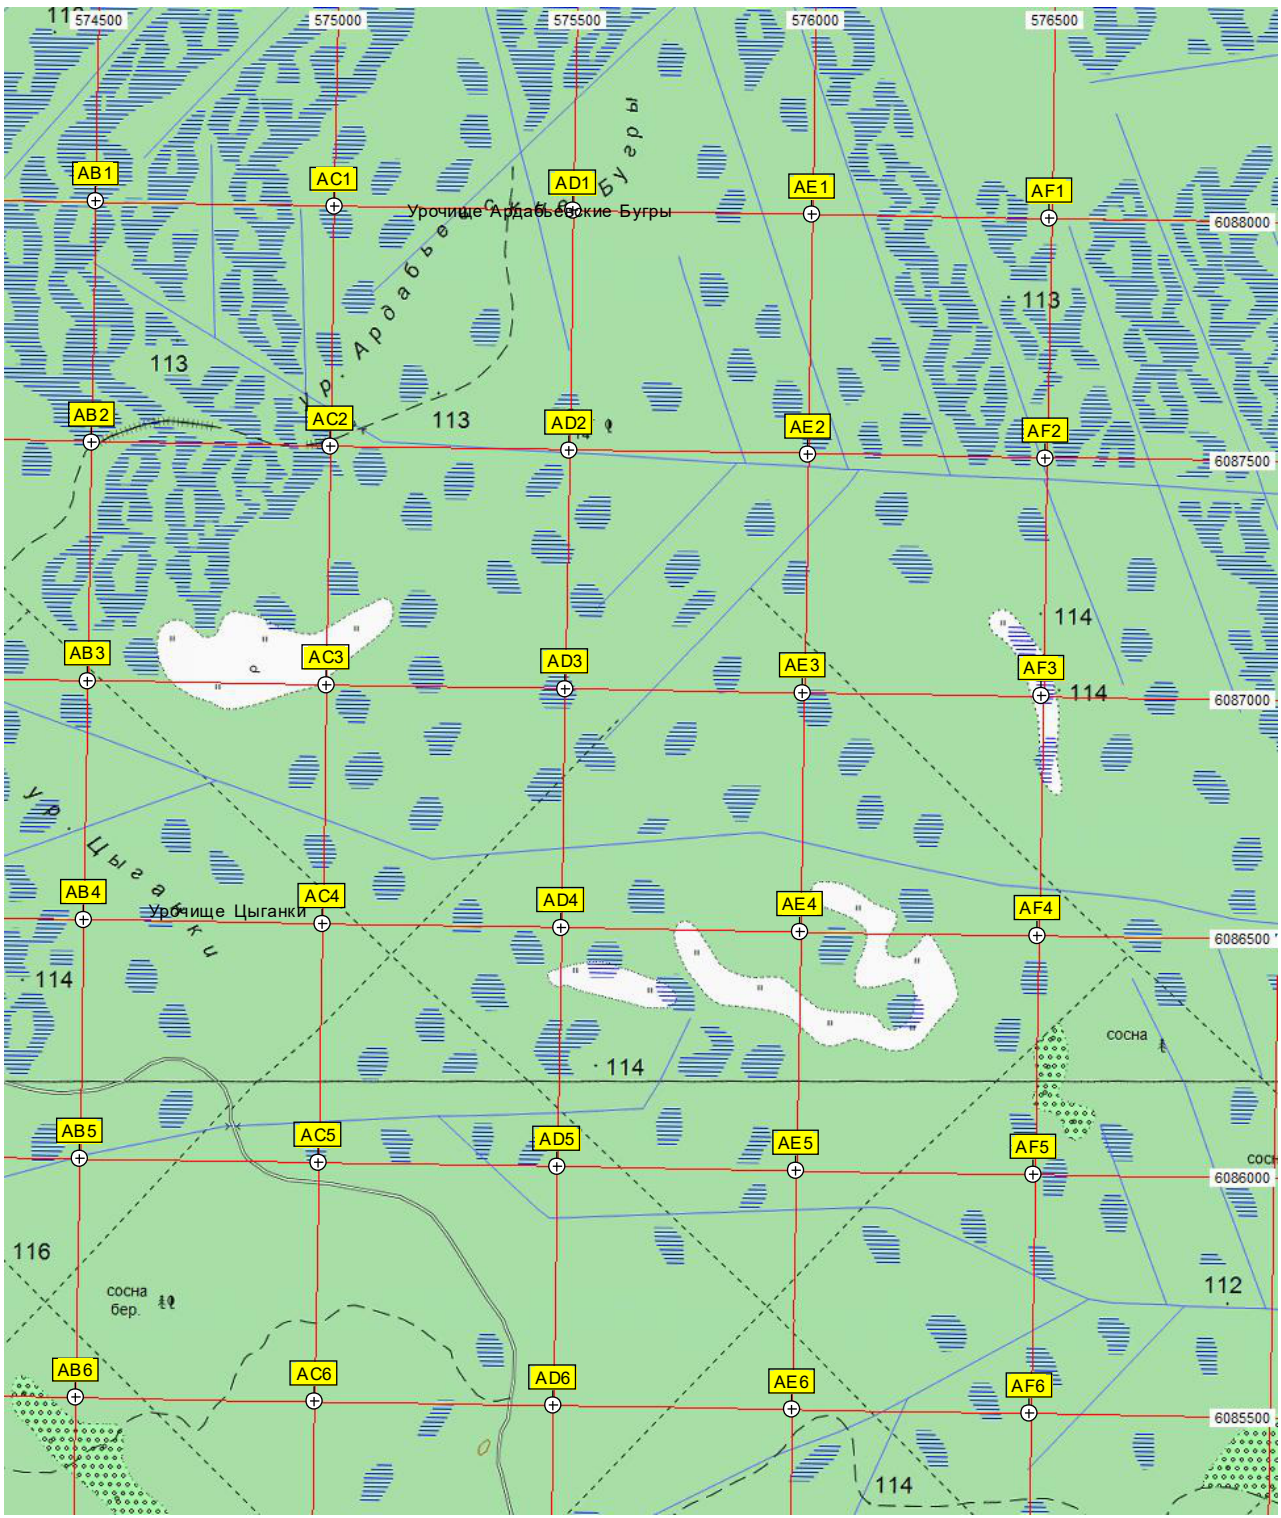 574500 575000 575500 576000 576500
AB1 AC1 AD1 AE1 AF1
ур. Ардабьевские Бугры
Урочище Ардабьевские Бугры
6088000
113
113
AB2 AC2 113 AD2 AE2 AF2
6087500
114
AB3 AC3 AD3 AE3 AF3
114
6087000
ур. Цыганки
AB4 AC4 AD4 AE4 AF4
Урочище Цыганки
6086500
114
сосна
114
AB5 AC5 AD5 AE5 AF5
6086000
116
112
сосна
бер.
AB6 AC6 AD6 AE6 AF6
6085500
114